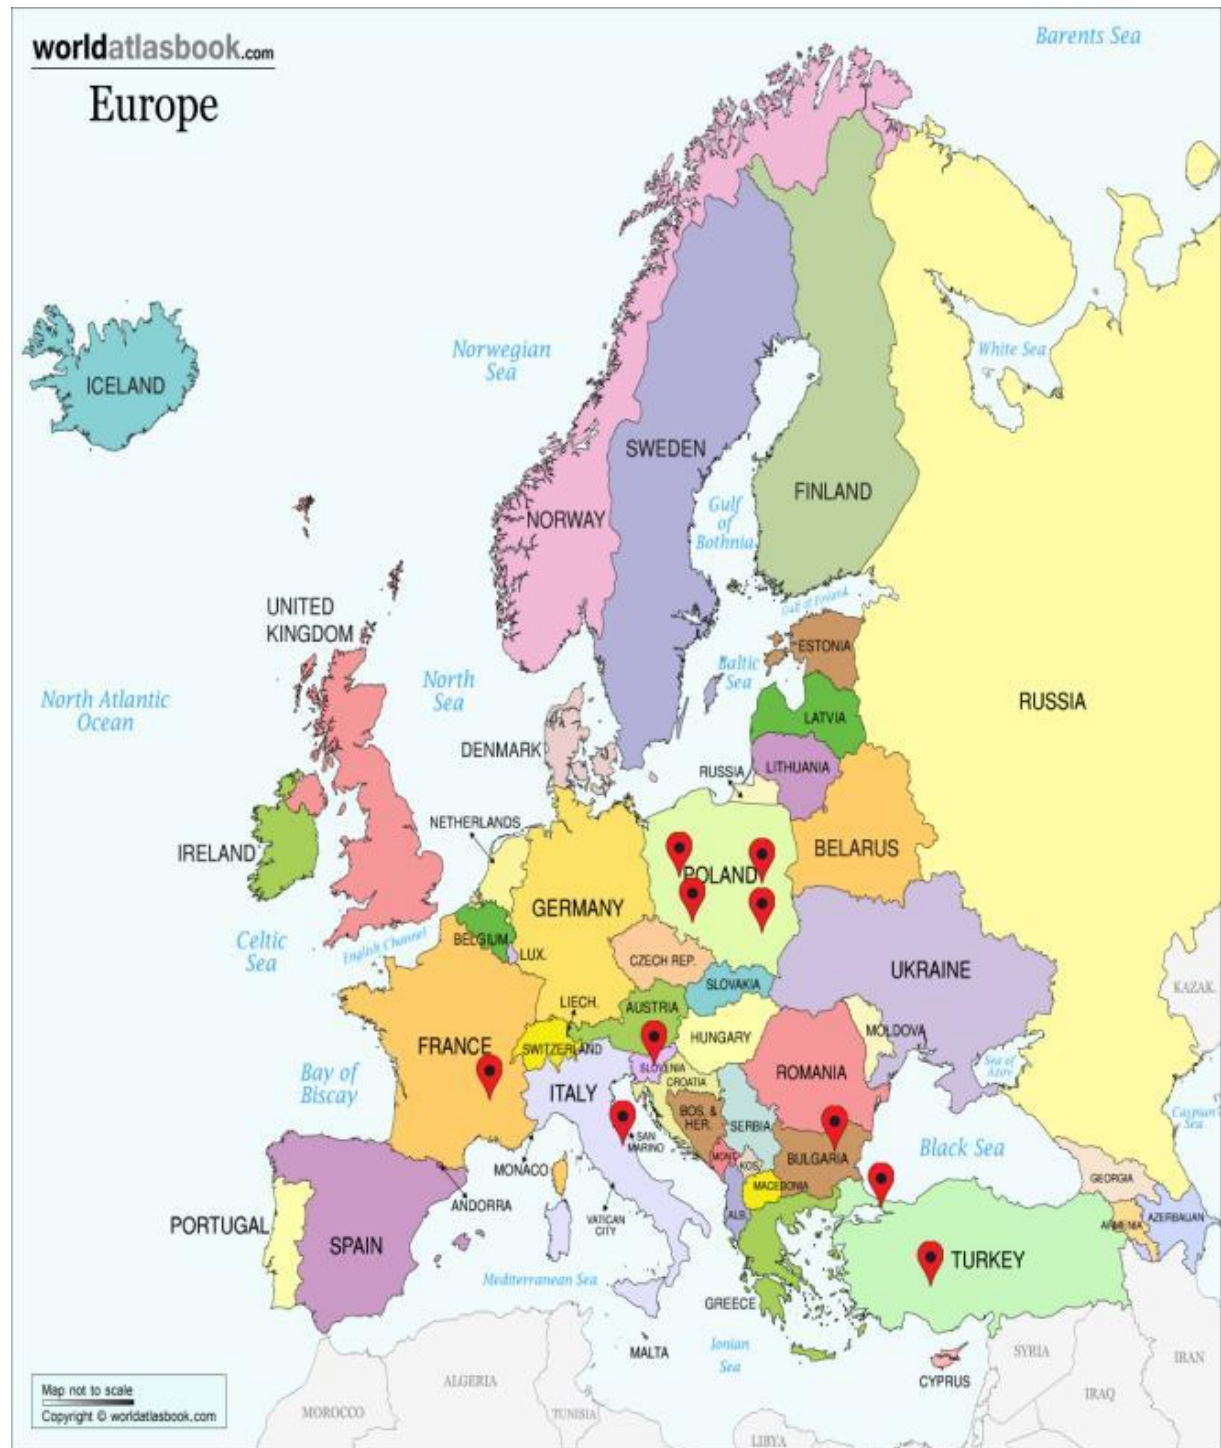 worldatlasbook.com
Europe
Barents Sea
White Sea
Norwegian
Sea
ICELAND
SWEDEN
FINLAND
NORWAY
Gulf
of
Bothnia
Gulf of Finland
UNITED
KINGDOM
ESTONIA
Baltic
Sea
North
Sea
North Atlantic
Ocean
RUSSIA
LATVIA
DENMARK
LITHUANIA
RUSSIA
NETHERLANDS
IRELAND
BELARUS
POLAND
GERMANY
BELGIUM
English Channel
Celtic
Sea
LUX.
CZECH REP.
UKRAINE
SLOVAKIA
KAZAK.
LIECH.
AUSTRIA
MOLDOVA
HUNGARY
FRANCE
SWITZERLAND
SLOVENIA
Sea of
Azov
Bay of
Biscay
ITALY
CROATIA
ROMANIA
Caspian
Sea
BOS. &
HER.
SERBIA
SAN
MARINO
Black Sea
MONACO
MONT.
KOS.
BULGARIA
GEORGIA
MACEDONIA
ANDORRA
PORTUGAL
SPAIN
VATICAN
CITY
ALB.
ARMENIA
AZERBAIJAN
TURKEY
Mediterranean Sea
GREECE
MALTA
Ionian
Sea
CYPRUS
SYRIA
IRAN
IRAQ
ALGERIA
MOROCCO
TUNISIA
LIBYA
Map not to scale
Copyright © worldatlasbook.com